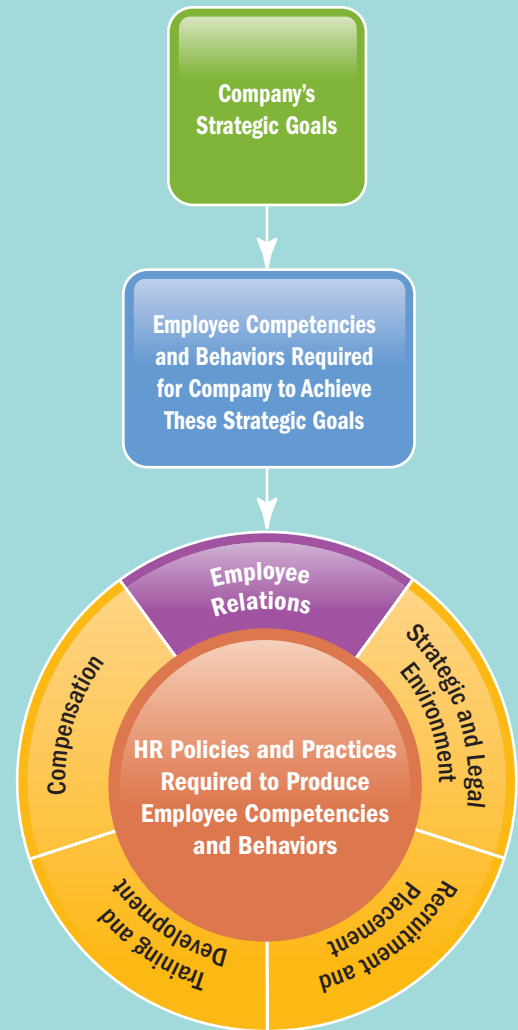 Company's
Strategic Goals
Employee Competencies
and Behaviors Required
for Company to Achieve
These Strategic Goals
Employee
Relations
Strategic and Legal
Environment
Recruitment and
Placement
Training and
Development
Compensation
HR Policies and Practices
Required to Produce
Employee Competencies
and Behaviors